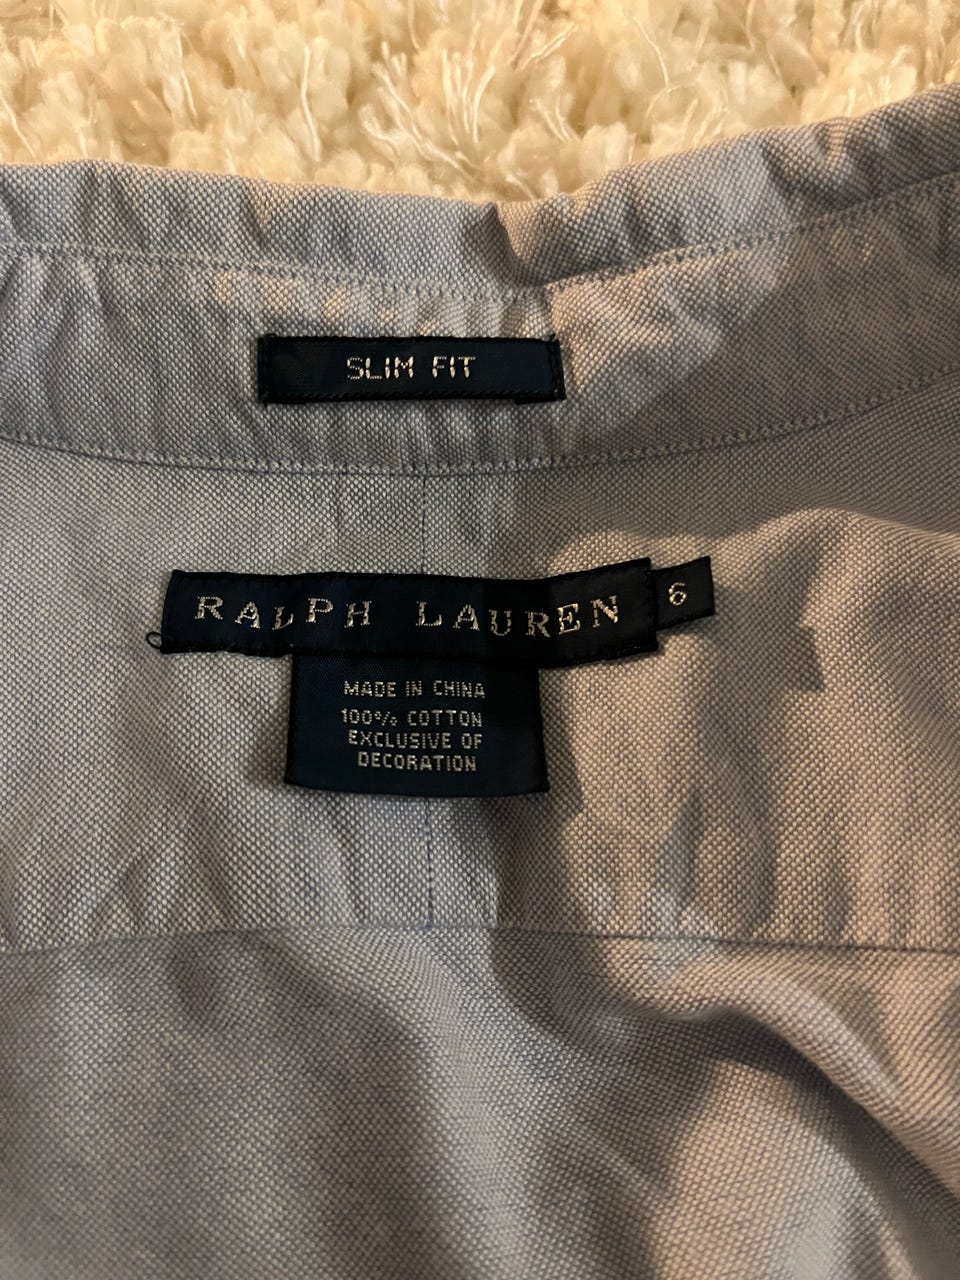 SLIM FIT
RALPH LAUREN
6
MADE IN CHINA
100% COTTON
EXCLUSIVE OF
DECORATION